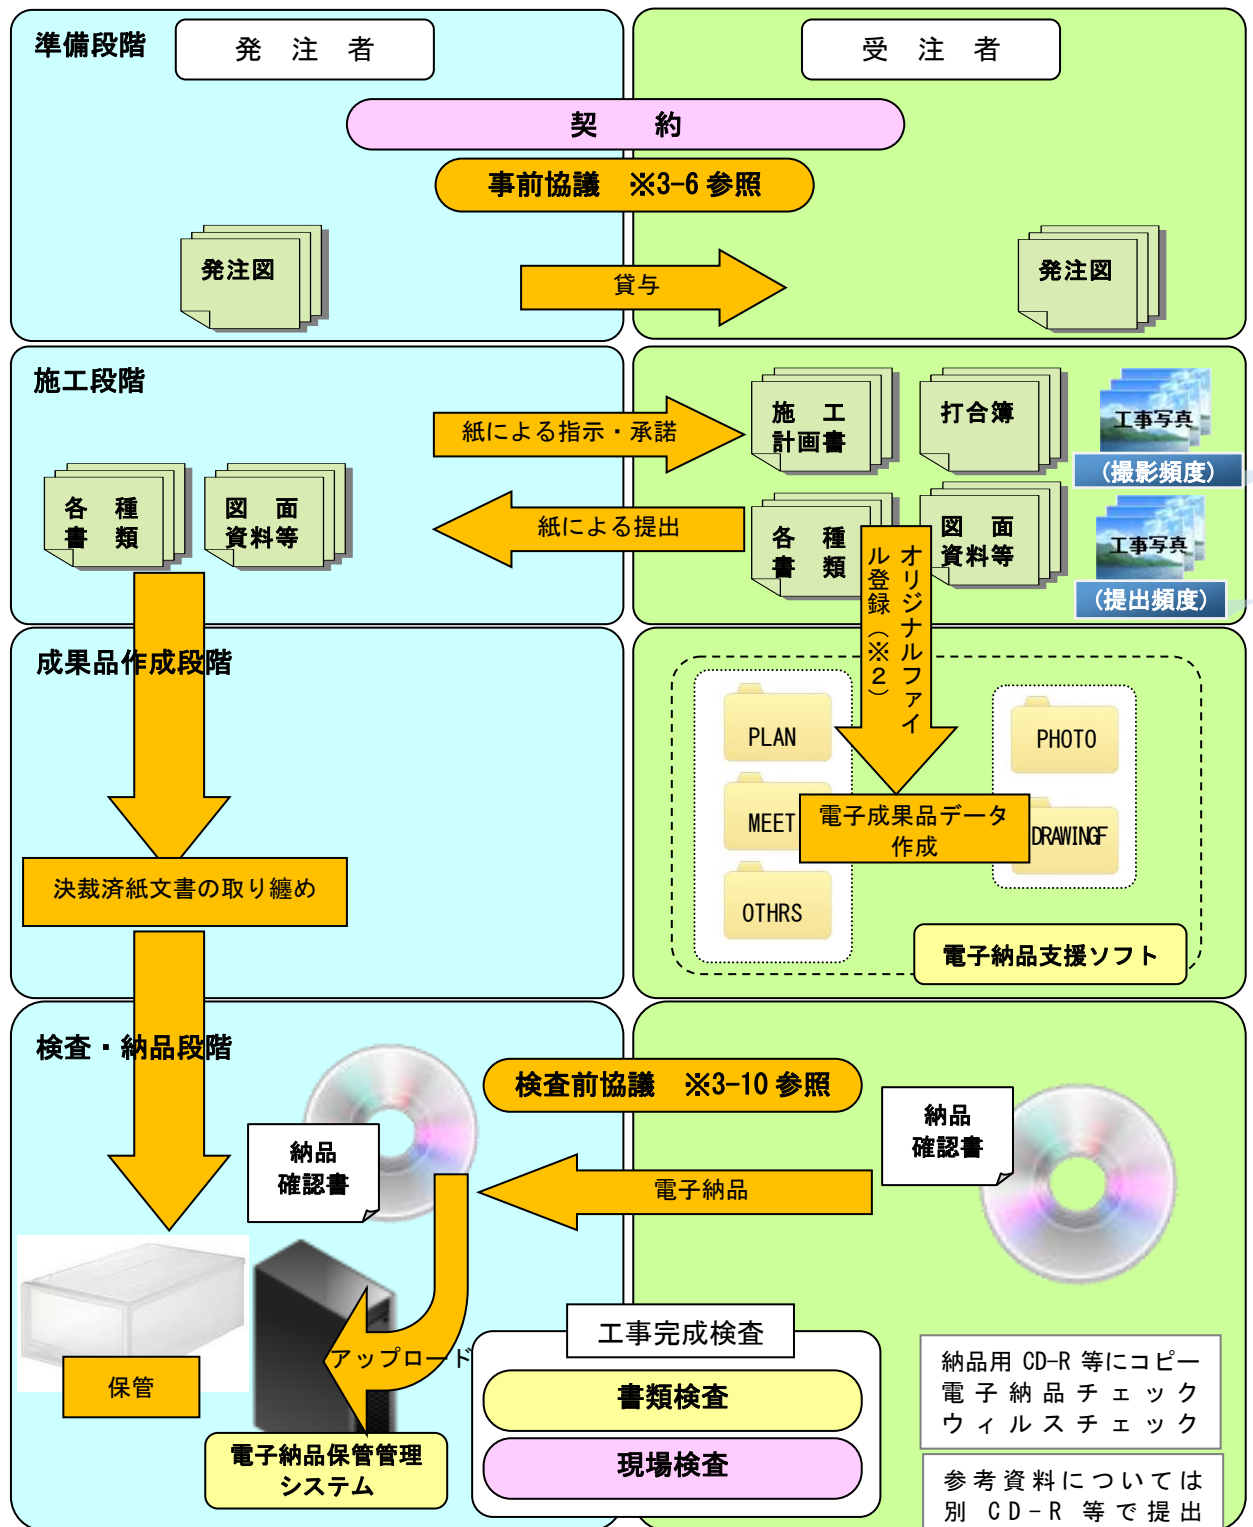 準備段階
発　注　者
受　注　者
契　　約
事前協議　※3-6 参照
発注図
貸与
発注図
施工段階
紙による指示・承諾
施　工
計画書
打合簿
工事写真
(撮影頻度)
各　種
書　類
図　面
資料等
紙による提出
各　種
書　類
図　面
資料等
工事写真
(提出頻度)
オリジナルファイ
ル登録（※２）
成果品作成段階
PLAN
PHOTO
MEET
電子成果品データ
作成
DRAWINGF
決裁済紙文書の取り纏め
OTHRS
電子納品支援ソフト
検査・納品段階
検査前協議　※3-10 参照
納品
確認書
納品
確認書
電子納品
アップロード
保管
電子納品保管管理
システム
工事完成検査
書類検査
現場検査
納品用 CD-R 等にコピー
電子納品チェック
ウィルスチェック
参考資料については
別 CD-R 等で提出